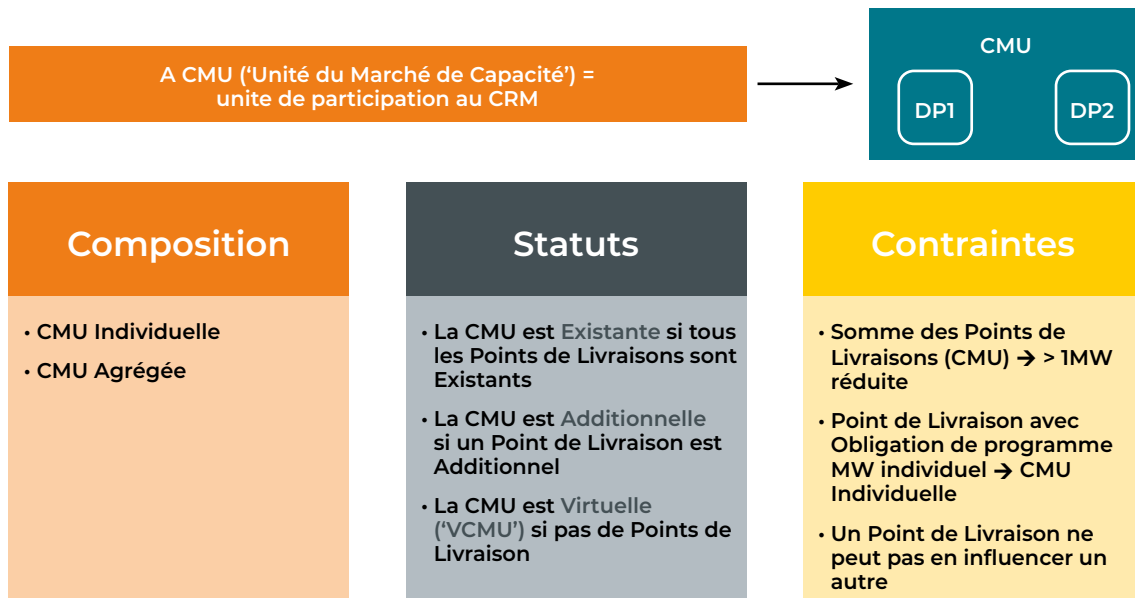 A CMU (‘Unité du Marché de Capacité’) =
unite de participation au CRM
CMU
DP1
DP2
Composition
• CMU Individuelle
• CMU Agrégée
Statuts
• La CMU est Existante si tous
les Points de Livraisons sont
Existants
• La CMU est Additionnelle
si un Point de Livraison est
Additionnel
• La CMU est Virtuelle
(‘VCMU’) si pas de Points de
Livraison
Contraintes
• Somme des Points de
Livraisons (CMU) → > 1MW
réduite
• Point de Livraison avec
Obligation de programme
MW individuel → CMU
Individuelle
• Un Point de Livraison ne
peut pas en influencer un
autre